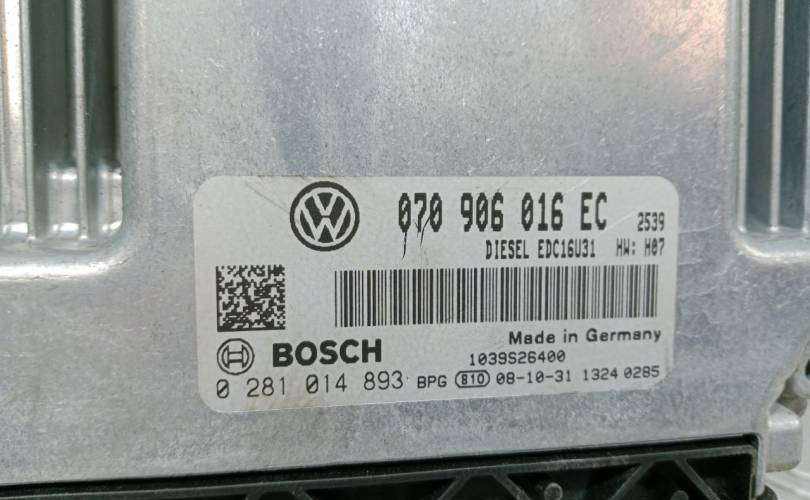 070 906 016 EC 2539
DIESEL EDC16U31 HW: H07
Made in Germany
BOSCH 1039S26400
0 281 014 893 BPG 810 08-10-31 1324 0285